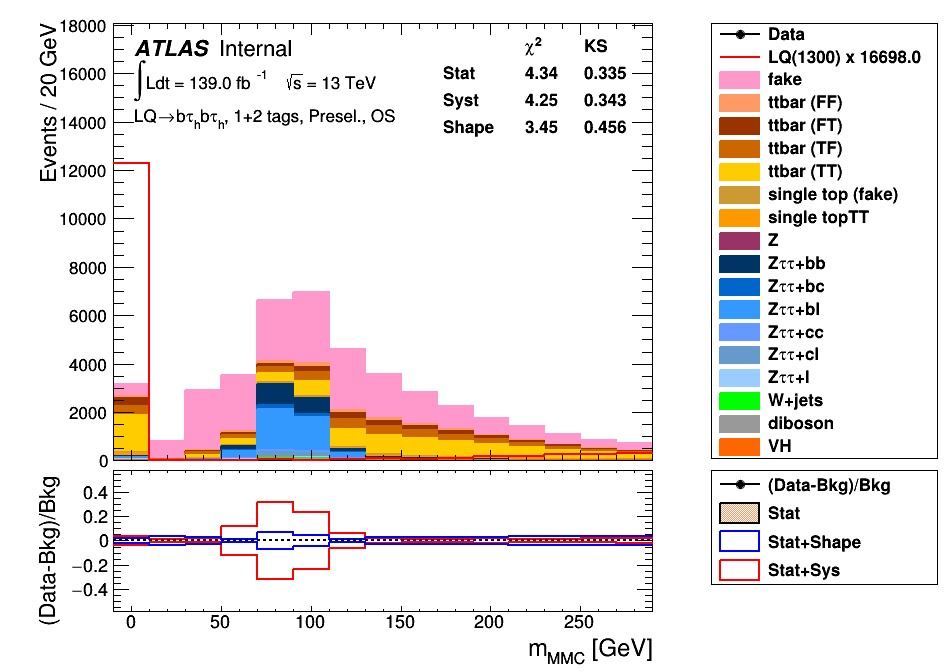 18000
16000
14000
12000
10000
8000
6000
4000
2000
0
Events / 20 GeV
ATLAS Internal
∫Ldt = 139.0 fb⁻¹ √s = 13 TeV
LQ→bτₕbτₕ, 1+2 tags, Presel., OS
χ² KS
Stat 4.34 0.335
Syst 4.25 0.343
Shape 3.45 0.456
Data
LQ(1300) x 16698.0
fake
ttbar (FF)
ttbar (FT)
ttbar (TF)
ttbar (TT)
single top (fake)
single topTT
Z
Zττ+bb
Zττ+bc
Zττ+bl
Zττ+cc
Zττ+cl
Zττ+l
W+jets
diboson
VH
(Data-Bkg)/Bkg
0.4
0.2
0
−0.2
−0.4
0 50 100 150 200 250
m_MMC [GeV]
(Data-Bkg)/Bkg
Stat
Stat+Shape
Stat+Sys